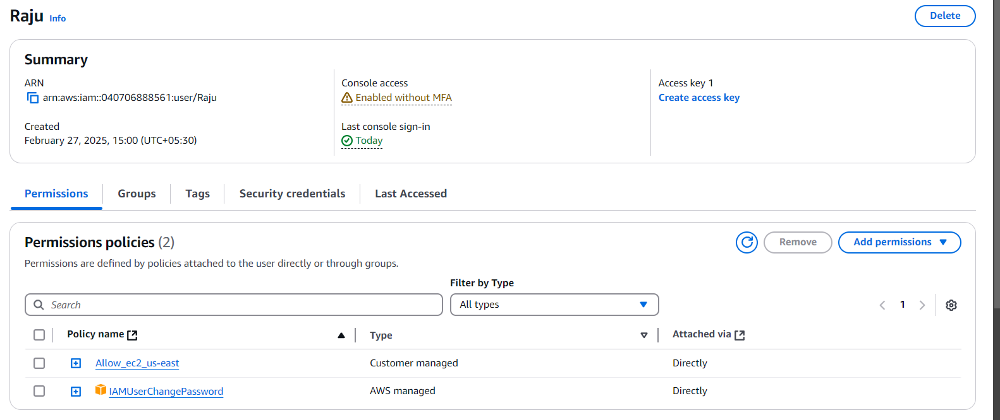 Raju Info
Delete
Summary
ARN
arn:aws:iam::040706888561:user/Raju
Created
February 27, 2025, 15:00 (UTC+05:30)
Console access
Enabled without MFA
Last console sign-in
Today
Access key 1
Create access key
Permissions
Groups
Tags
Security credentials
Last Accessed
Permissions policies (2)
Permissions are defined by policies attached to the user directly or through groups.
Remove
Add permissions
Filter by Type
Search
All types
1
Policy name
Type
Attached via
Allow_ec2_us-east
Customer managed
Directly
IAMUserChangePassword
AWS managed
Directly